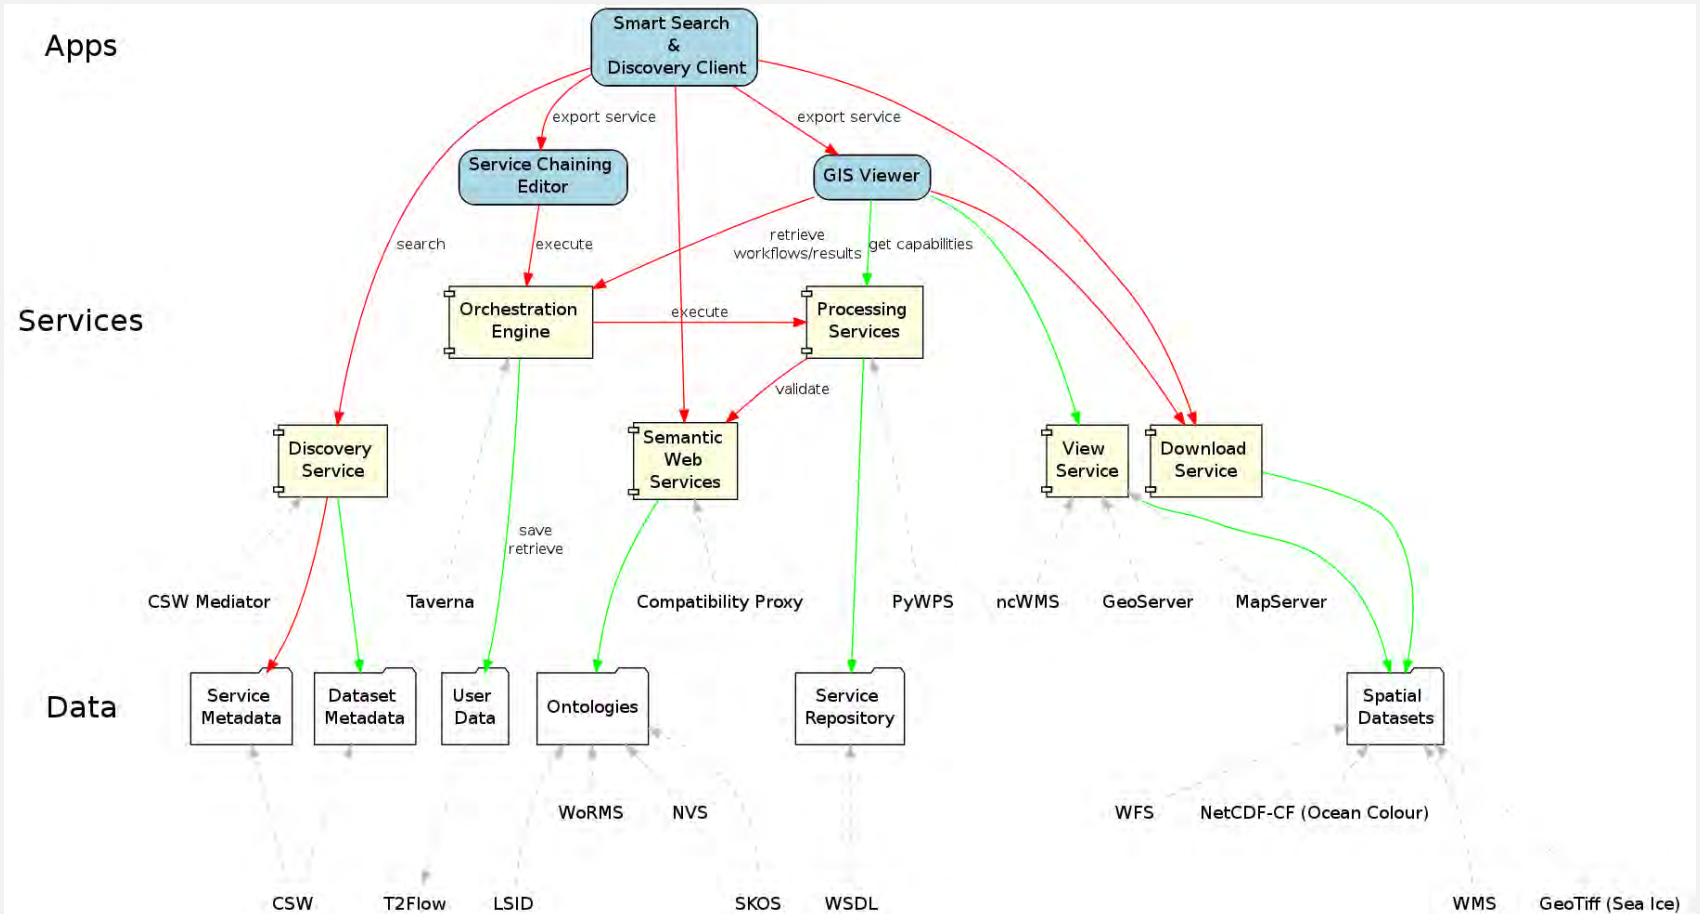 Apps
Smart Search
&
Discovery Client
export service
export service
Service Chaining
Editor
GIS Viewer
search
execute
retrieve
workflows/results
get capabilities
Services
Orchestration
Engine
execute
Processing
Services
validate
Discovery
Service
Semantic
Web
Services
View
Service
Download
Service
save
retrieve
CSW Mediator
Taverna
Compatibility Proxy
PyWPS
ncWMS
GeoServer
MapServer
Data
Service
Metadata
Dataset
Metadata
User
Data
Ontologies
Service
Repository
Spatial
Datasets
WoRMS
NVS
WFS
NetCDF-CF (Ocean Colour)
CSW
T2Flow
LSID
SKOS
WSDL
WMS
GeoTiff (Sea Ice)